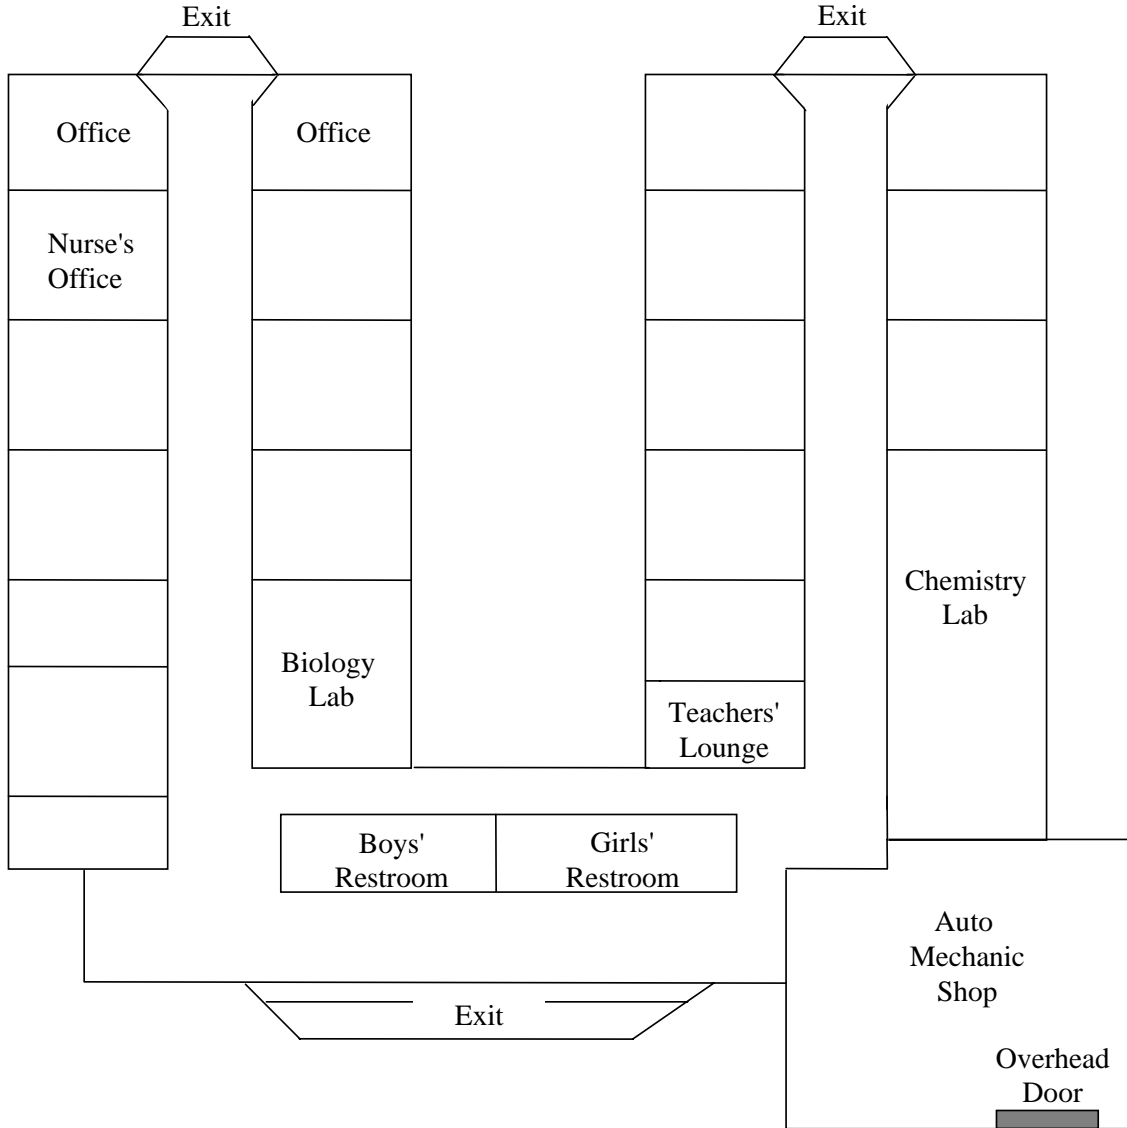 Exit
Exit
Office
Office
Nurse's
Office
Chemistry
Lab
Biology
Lab
Teachers'
Lounge
Boys'
Restroom
Girls'
Restroom
Auto
Mechanic
Shop
Exit
Overhead
Door